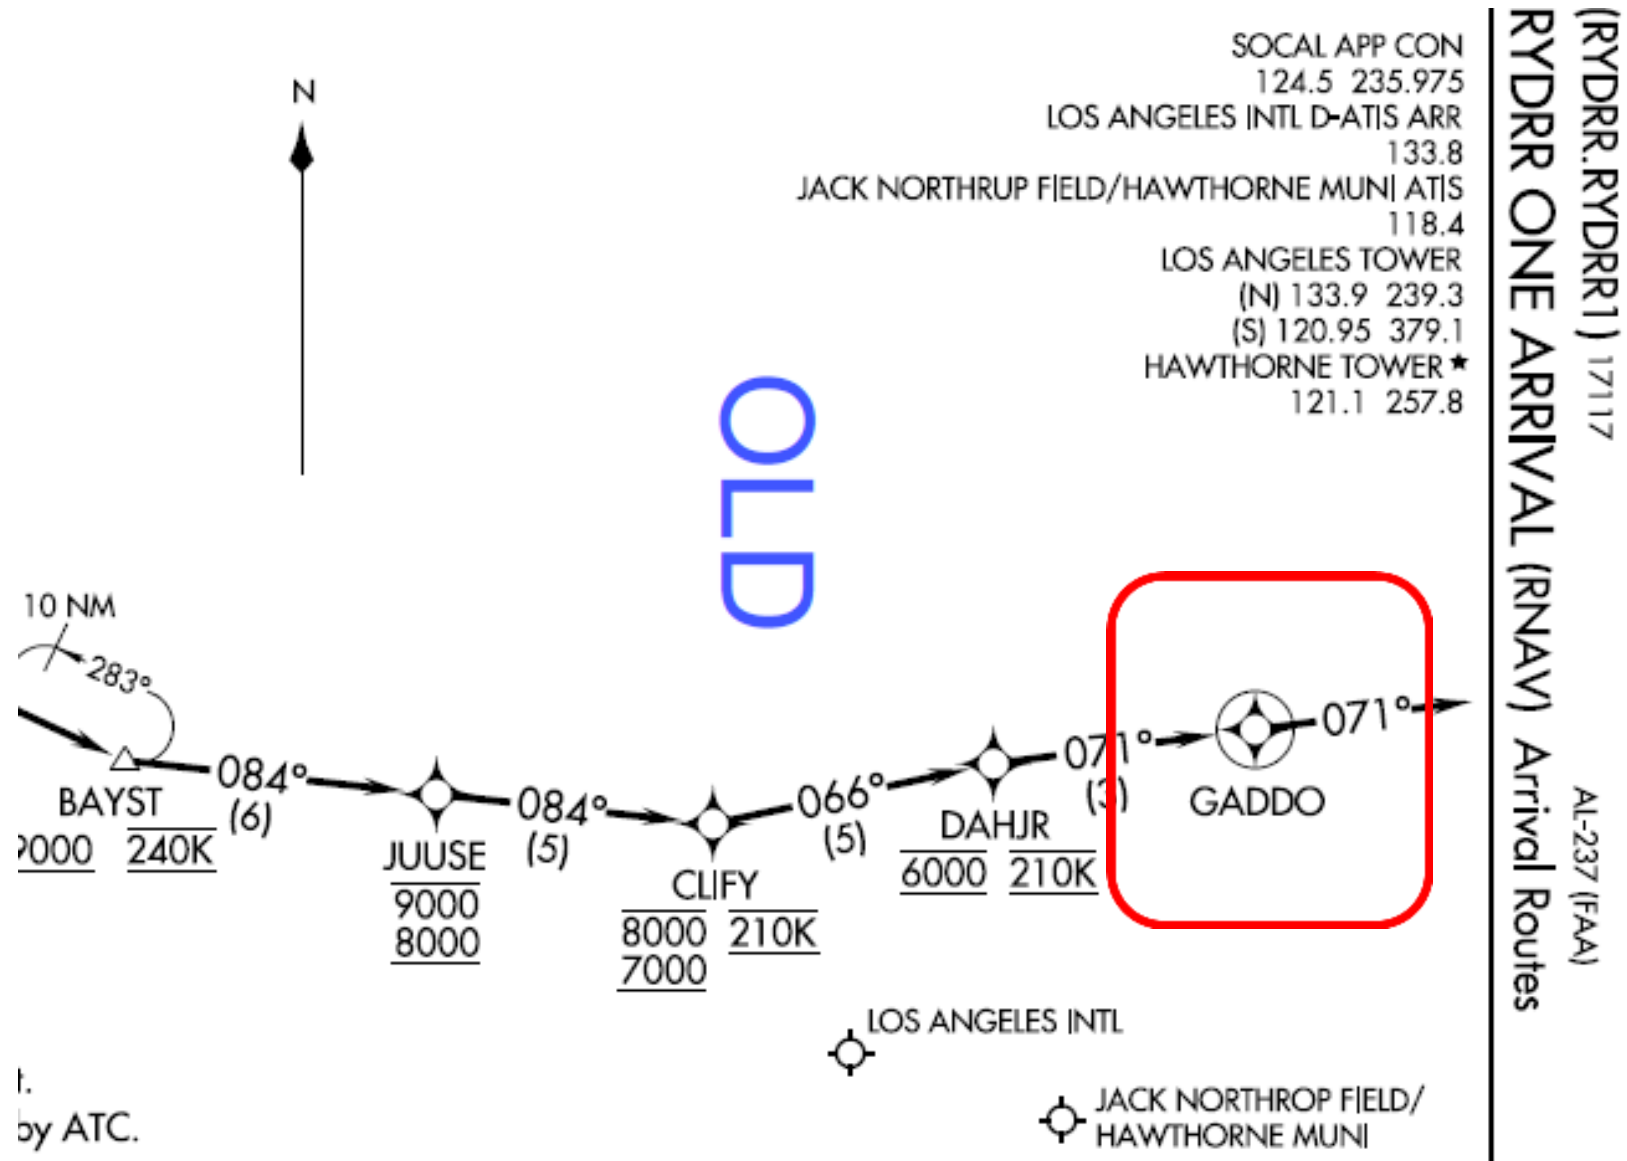 N
SOCAL APP CON
124.5 235.975
LOS ANGELES INTL D-ATIS ARR
133.8
JACK NORTHRUP FIELD/HAWTHORNE MUNI ATIS
118.4
LOS ANGELES TOWER
(N) 133.9 239.3
(S) 120.95 379.1
HAWTHORNE TOWER★
121.1 257.8
OLD
10 NM
283°
BAYST
9000 240K
084°
(6)
JUUSE
9000
8000
084°
(5)
CLIFY
8000 210K
7000
066°
(5)
DAHJR
6000 210K
071°
(3)
GADDO
071°
LOS ANGELES INTL
JACK NORTHROP FIELD/
HAWTHORNE MUNI
by ATC.
(RYDRR.RYDRR1) 17117
RYDRR ONE ARRIVAL (RNAV) Arrival Routes
AL-237 (FAA)